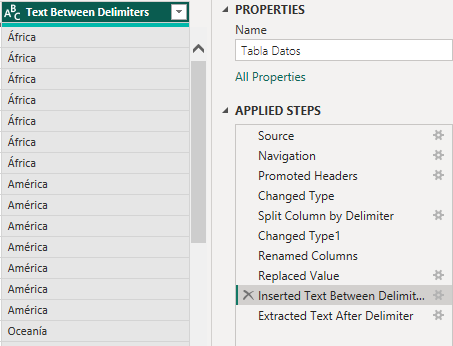 ABC Text Between Delimiters
África
África
África
África
África
África
África
América
América
América
América
América
América
América
Oceanía
PROPERTIES
Name
Tabla Datos
All Properties
APPLIED STEPS
Source
Navigation
Promoted Headers
Changed Type
Split Column by Delimiter
Changed Type1
Renamed Columns
Replaced Value
Inserted Text Between Delimit...
Extracted Text After Delimiter